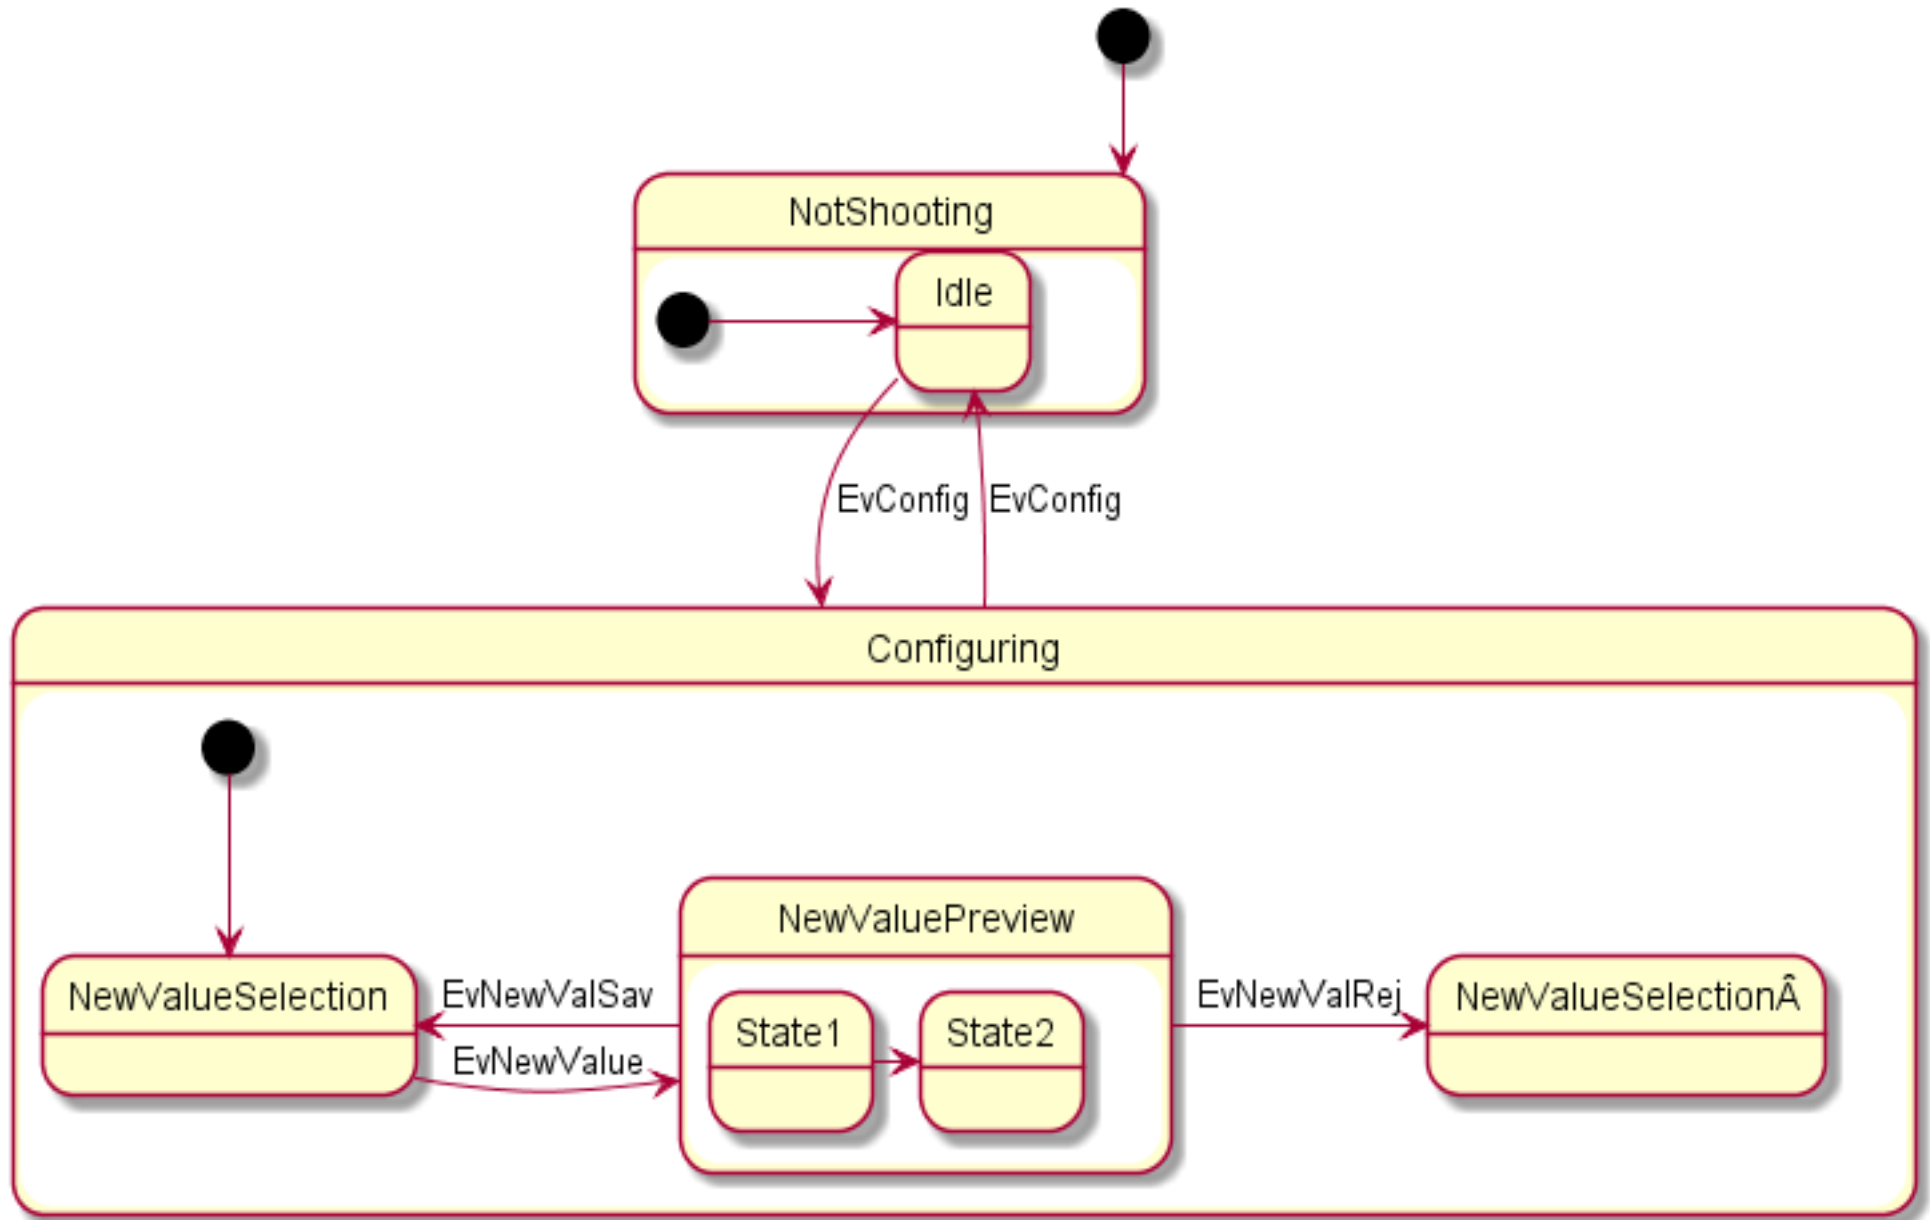 NotShooting
Idle
EvConfig EvConfig
Configuring
NewValuePreview
NewValueSelection EvNewValSav EvNewValRej NewValueSelectionÂ
State1 State2
EvNewValue